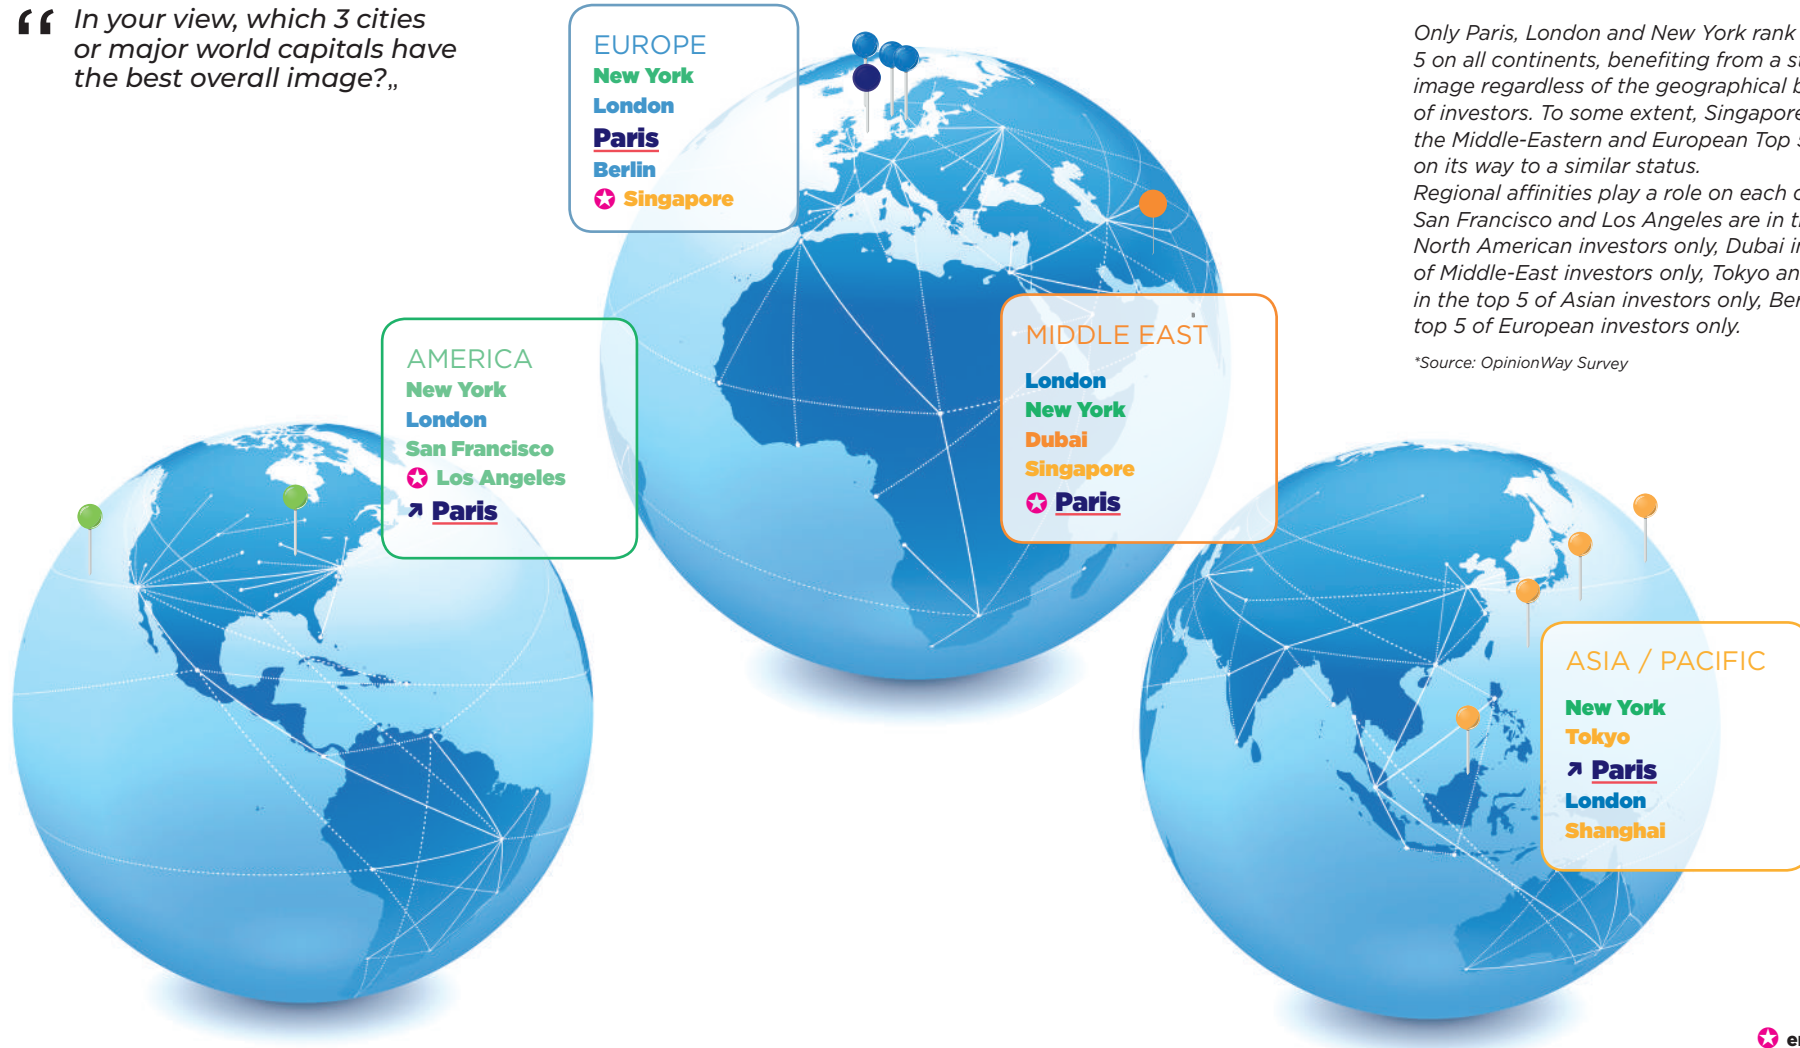 “ In your view, which 3 cities
or major world capitals have
the best overall image?„
EUROPE
New York
London
Paris
Berlin
Singapore
AMERICA
New York
London
San Francisco
Los Angeles
↗ Paris
MIDDLE EAST
London
New York
Dubai
Singapore
Paris
ASIA / PACIFIC
New York
Tokyo
↗ Paris
London
Shanghai
Only Paris, London and New York rank
5 on all continents, benefiting from a
image regardless of the geographical
of investors. To some extent, Singapore
the Middle-Eastern and European Top
on its way to a similar status.
Regional affinities play a role on each
San Francisco and Los Angeles are in
North American investors only, Dubai
of Middle-East investors only, Tokyo
in the top 5 of Asian investors only,
top 5 of European investors only.
*Source: OpinionWay Survey